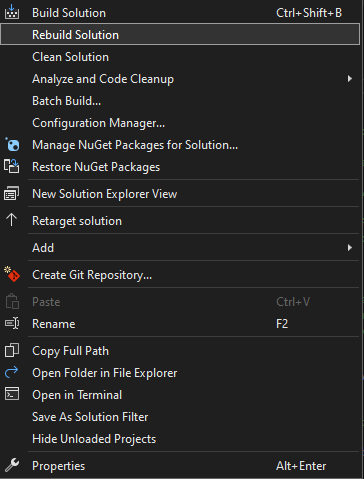 Build Solution Ctrl+Shift+B
Rebuild Solution
Clean Solution
Analyze and Code Cleanup
Batch Build...
Configuration Manager...
Manage NuGet Packages for Solution...
Restore NuGet Packages
New Solution Explorer View
Retarget solution
Add
Create Git Repository...
Paste Ctrl+V
Rename F2
Copy Full Path
Open Folder in File Explorer
Open in Terminal
Save As Solution Filter
Hide Unloaded Projects
Properties Alt+Enter